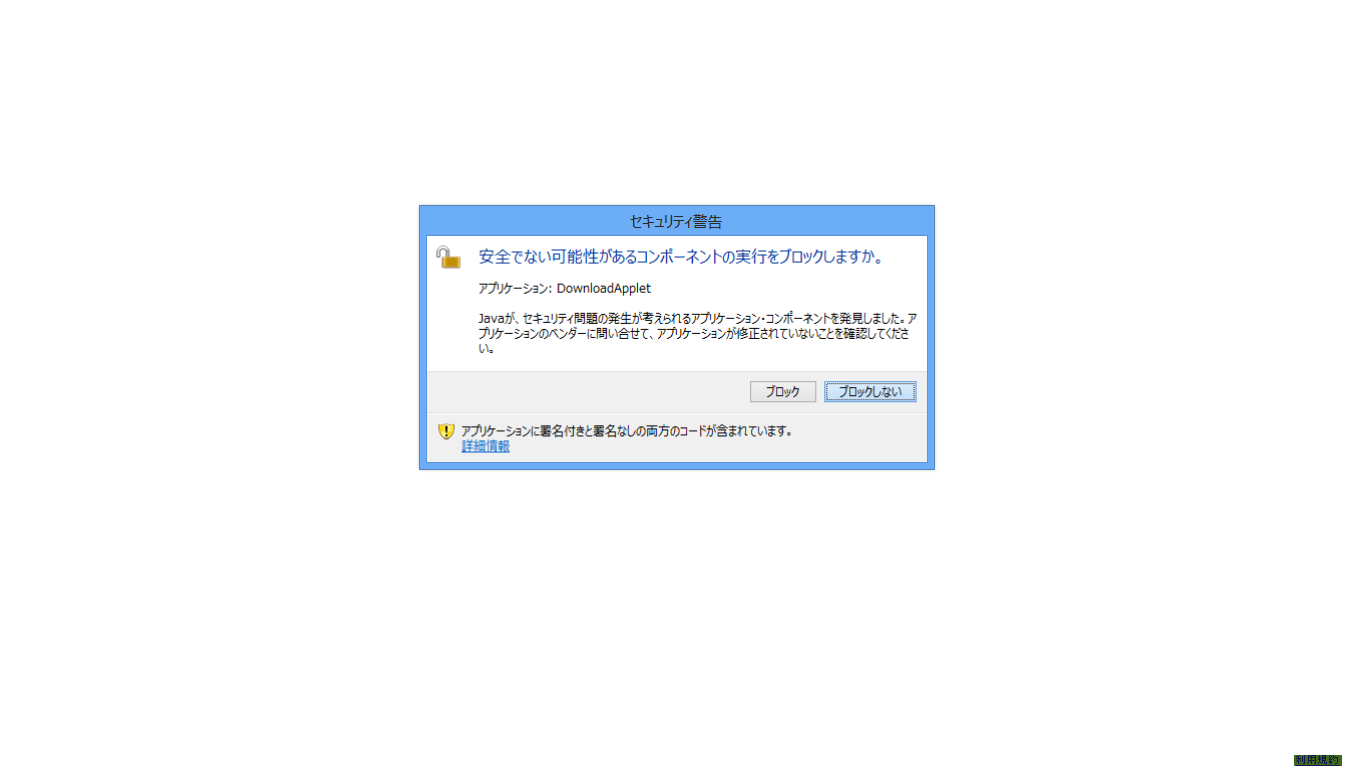 セキュリティ警告
安全でない可能性があるコンポーネントの実行をブロックしますか。
アプリケーション: DownloadApplet
Javaが、セキュリティ問題の発生が考えられるアプリケーション・コンポーネントを発見しました。ア
プリケーションのベンダーに問い合せて、アプリケーションが修正されていないことを確認してくださ
い。
ブロック
ブロックしない
アプリケーションに署名付きと署名なしの両方のコードが含まれています。
詳細情報
利用規約